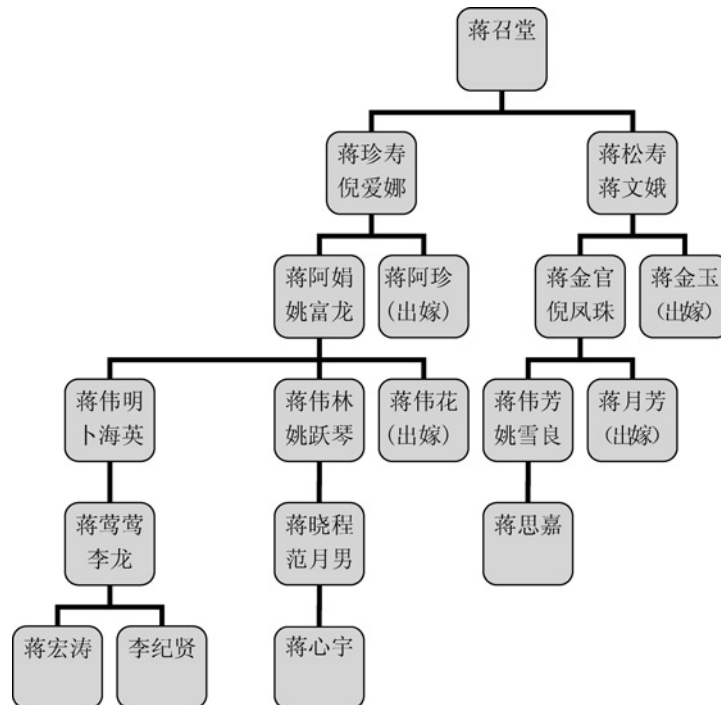 蒋召堂
蒋珍寿
倪爱娜
蒋松寿
蒋文娥
蒋阿娟
姚富龙
蒋阿珍
(出嫁)
蒋金官
倪凤珠
蒋金玉
(出嫁)
蒋伟明
卜海英
蒋伟林
姚跃琴
蒋伟花
(出嫁)
蒋伟芳
姚雪良
蒋月芳
(出嫁)
蒋莺莺
李龙
蒋晓程
范月男
蒋思嘉
蒋宏涛
李纪贤
蒋心宇